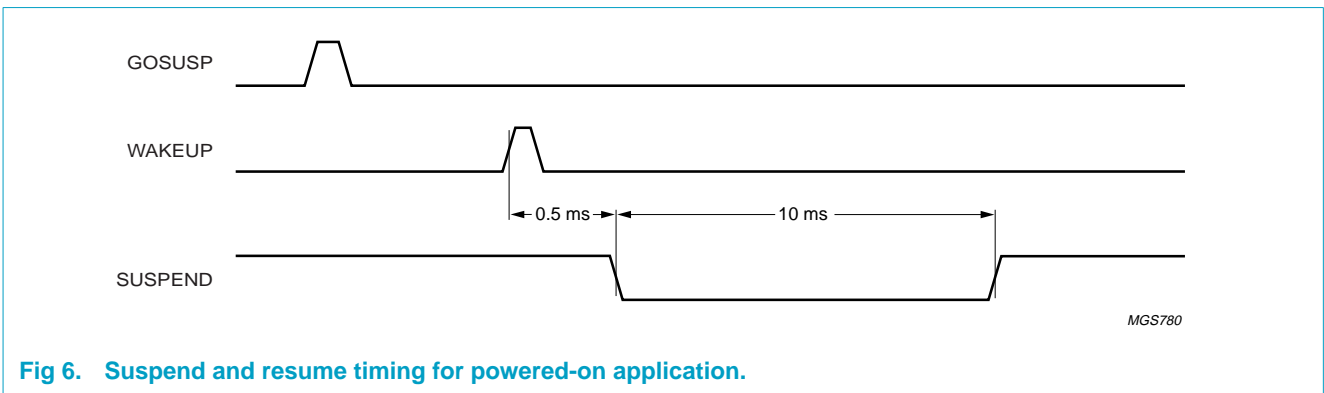 GOSUSP
WAKEUP
0.5 ms
10 ms
SUSPEND
MGS780
Fig 6. Suspend and resume timing for powered-on application.